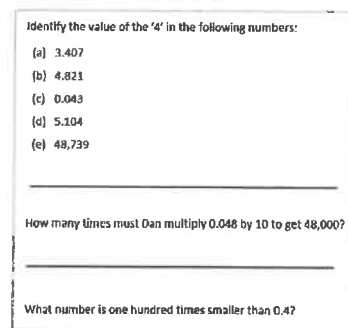 Identify the value of the '4' in the following numbers:
(a) 3.407
(b) 4.821
(c) 0.043
(d) 5.104
(e) 48,739
How many times must Dan multiply 0.048 by 10 to get 48,000?
What number is one hundred times smaller than 0.4?